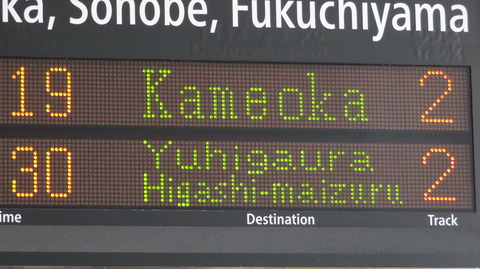 ka, Sonobe, Fukuchiyama
19 Kameoka 2
30 Yuhigaura
Higashi-maizuru 2
ime Destination Track